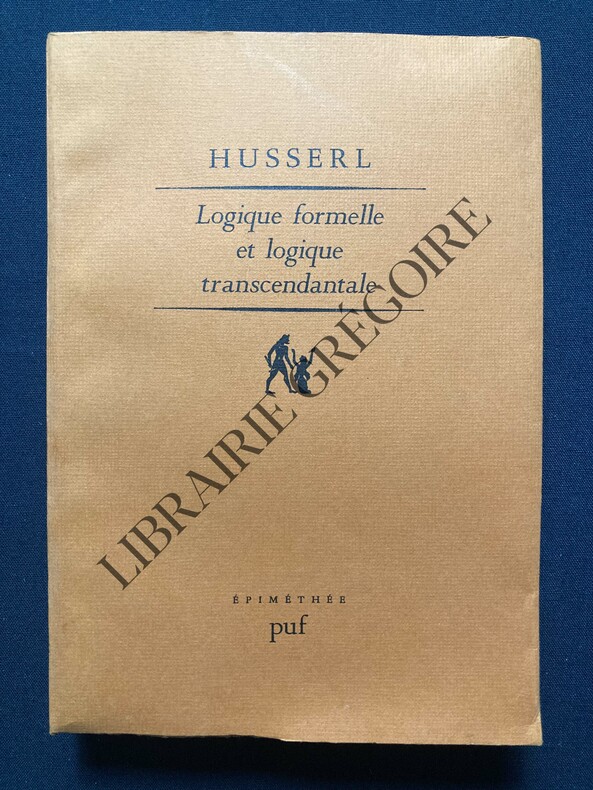 HUSSERL
Logique formelle
et logique
transcendantale
LIBRAIRIE GRÉGOIRE
ÉPIMÉTHÉE
puf